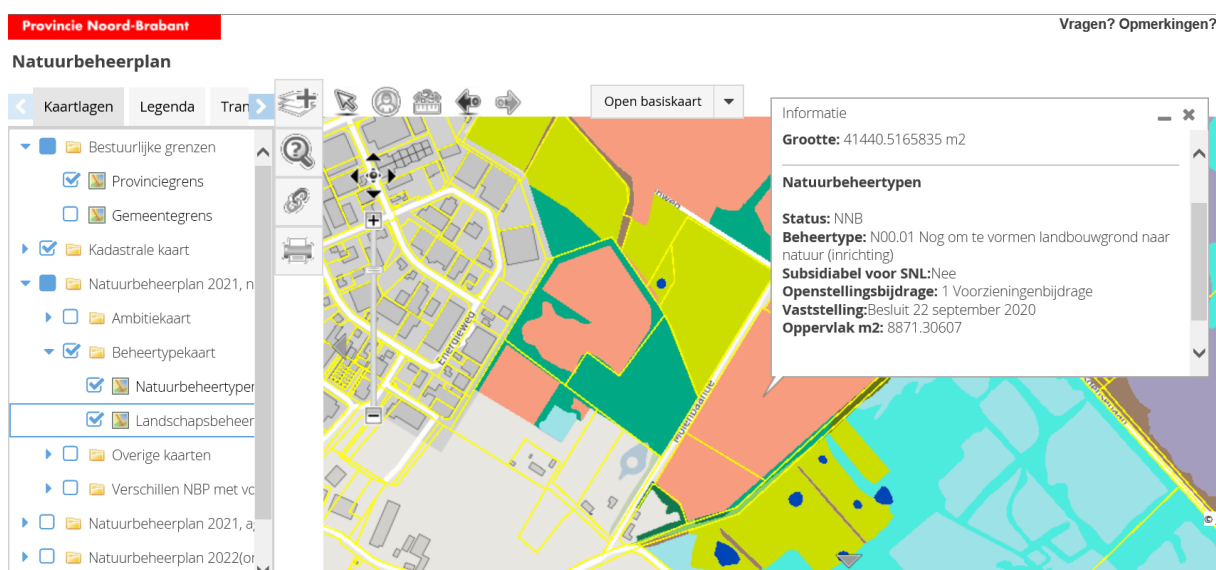 Provincie Noord-Brabant
Vragen? Opmerkingen?
Natuurbeheerplan
Kaartlagen
Legenda
Tran
Open basiskaart
Bestuurlijke grenzen
Provinciegrens
Gemeentegrens
Kadastrale kaart
Natuurbeheerplan 2021, n
Ambitiekaart
Beheertypekaart
Natuurbeheertyper
Landschapsbeheer
Overige kaarten
Verschillen NBP met vo
Natuurbeheerplan 2021, a
Natuurbeheerplan 2022(or
Energieweg
nweg
Informatie
Grootte: 41440.5165835 m2
Natuurbeheertypen
Status: NNB
Beheertype: N00.01 Nog om te vormen landbouwgrond naar
natuur (inrichting)
Subsidiabel voor SNL:Nee
Openstellingsbijdrage: 1 Voorzieningenbijdrage
Vaststelling:Besluit 22 september 2020
Oppervlak m2: 8871.30607
©